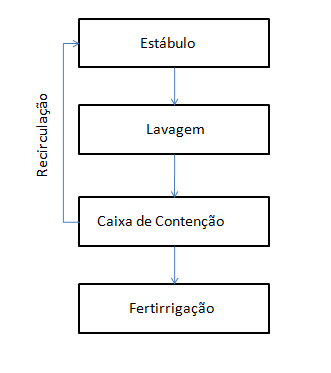 Estábulo
Lavagem
Recirculação
Caixa de Contenção
Fertirrigação